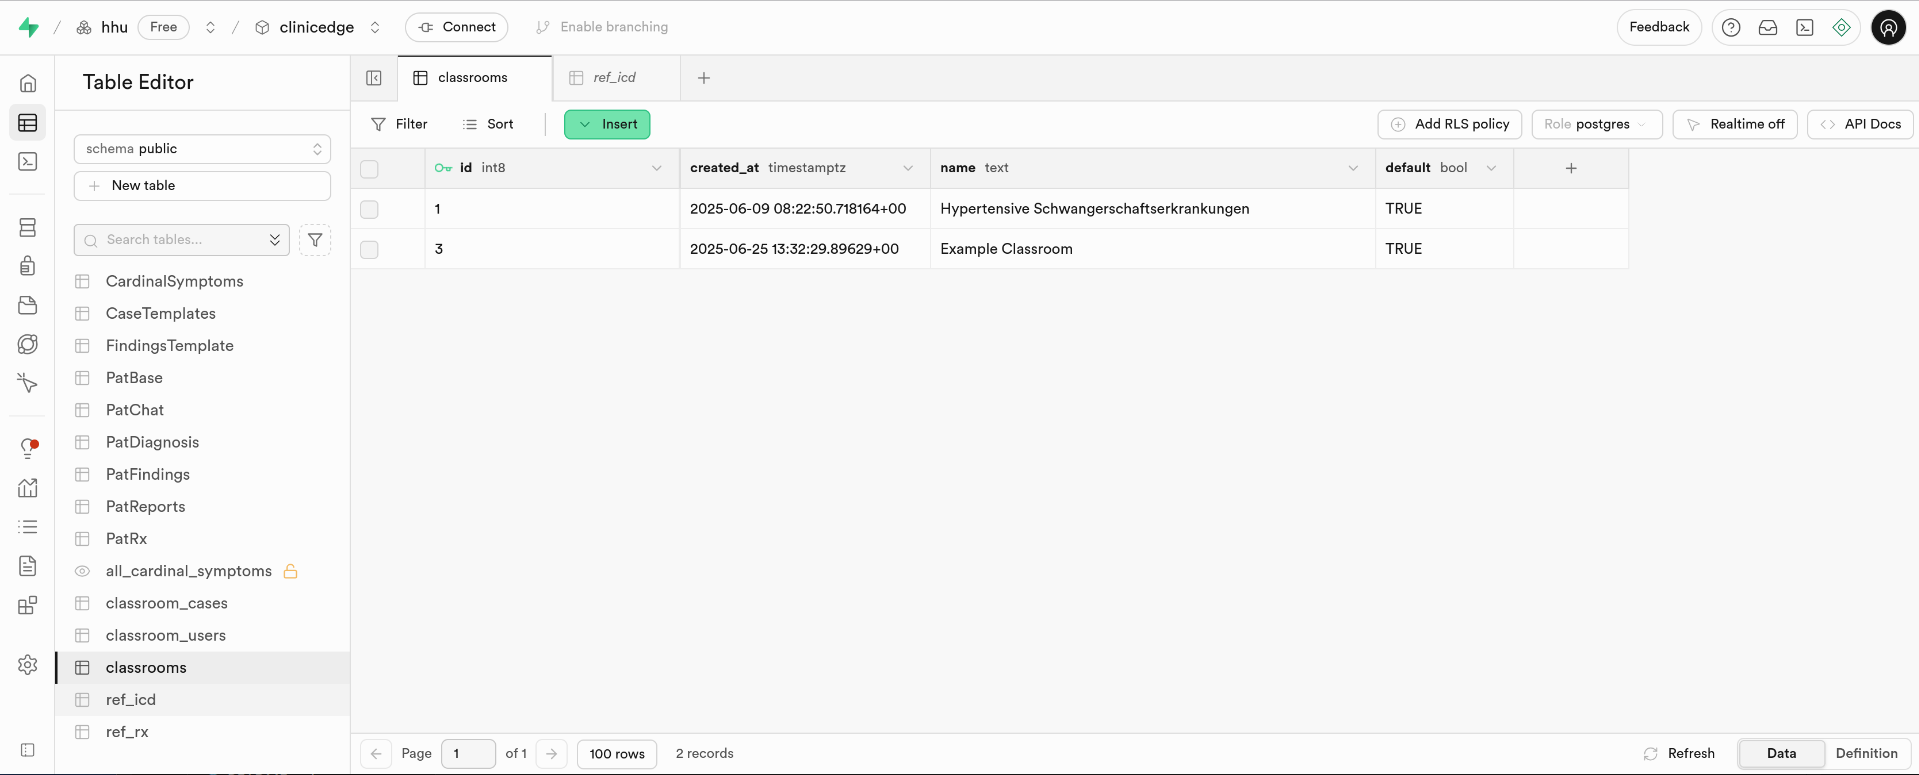 / hhu Free / clinicedge Connect Enable branching Feedback
Table Editor
classrooms ref_icd
Filter Sort Insert Add RLS policy Role postgres Realtime off API Docs
schema public
New table
Search tables...
CardinalSymptoms
CaseTemplates
FindingsTemplate
PatBase
PatChat
PatDiagnosis
PatFindings
PatReports
PatRx
all_cardinal_symptoms
classroom_cases
classroom_users
classrooms
ref_icd
ref_rx
id int8 created_at timestamptz name text default bool
1 2025-06-09 08:22:50.718164+00 Hypertensive Schwangerschaftserkrankungen TRUE
3 2025-06-25 13:32:29.89629+00 Example Classroom TRUE
Page 1 of 1 100 rows 2 records Refresh Data Definition